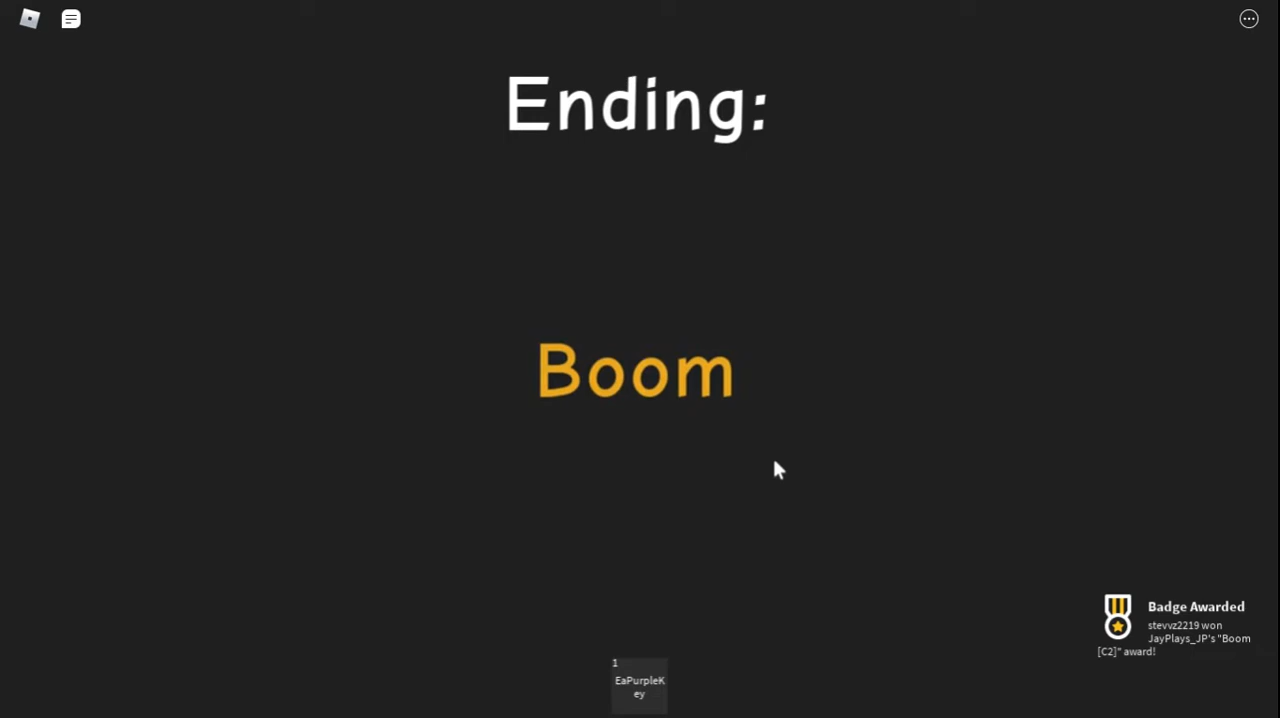 Ending:
Boom
Badge Awarded
stevvz2219 won
JayPlays_JP's "Boom
[C2]" award!
1
EaPurpleK
ey